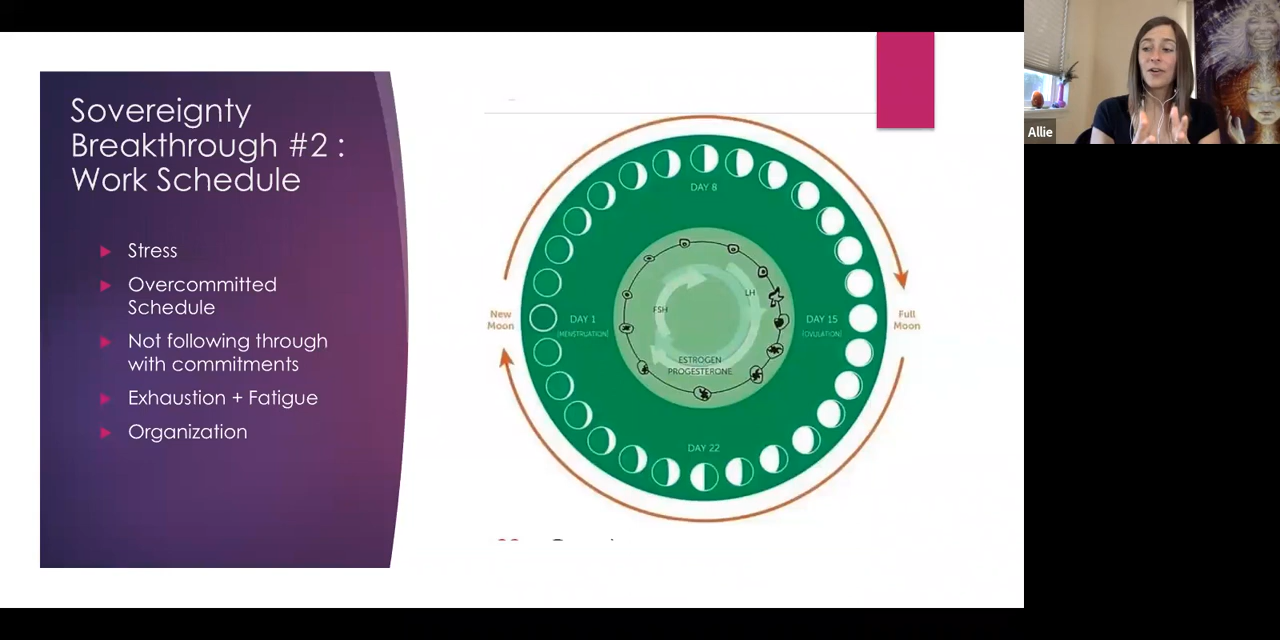 Sovereignty
Breakthrough #2 :
Work Schedule
Stress
Overcommitted
Schedule
Not following through
with commitments
Exhaustion + Fatigue
Organization
DAY 8
New
Moon
DAY 1
(MENSTRUATION)
FSH
LH
DAY 15
(OVULATION)
Full
Moon
ESTROGEN
PROGESTERONE
DAY 22
Allie